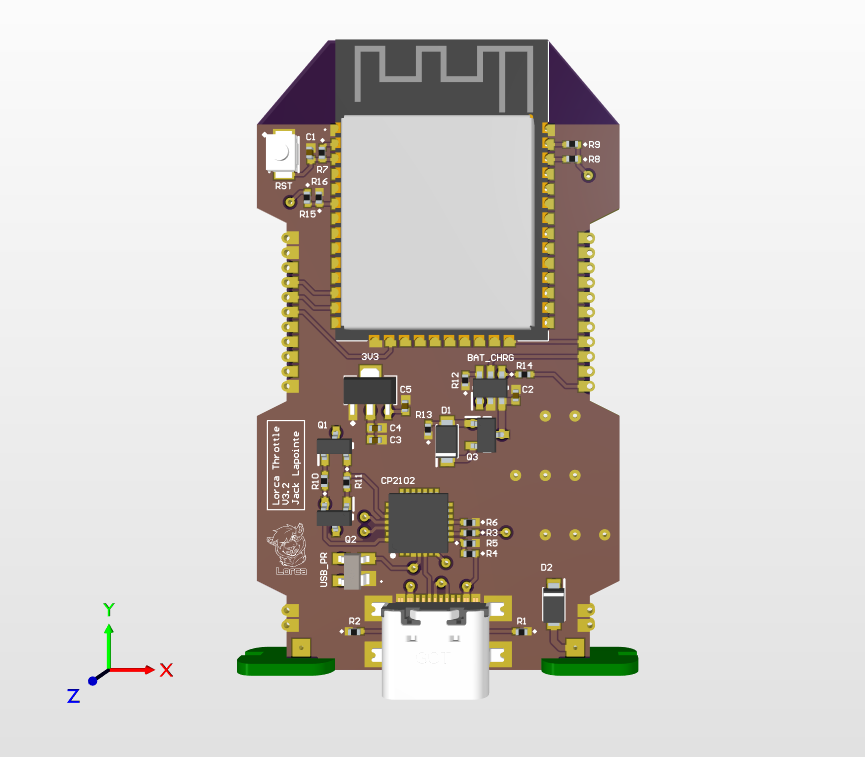 C1
R9
R8
R7
RST
R16
R15
3V3
BAT_CHRG
R14
R12
C2
C5
R13
D1
Q1
C4
C3
Q3
Lorca Throttle
V3.2
Jack Lapointe
R10
R11
CP2102
Q2
R6
R3
R5
R4
Lorca
USB_PR
D2
R2
R1
Y
X
Z